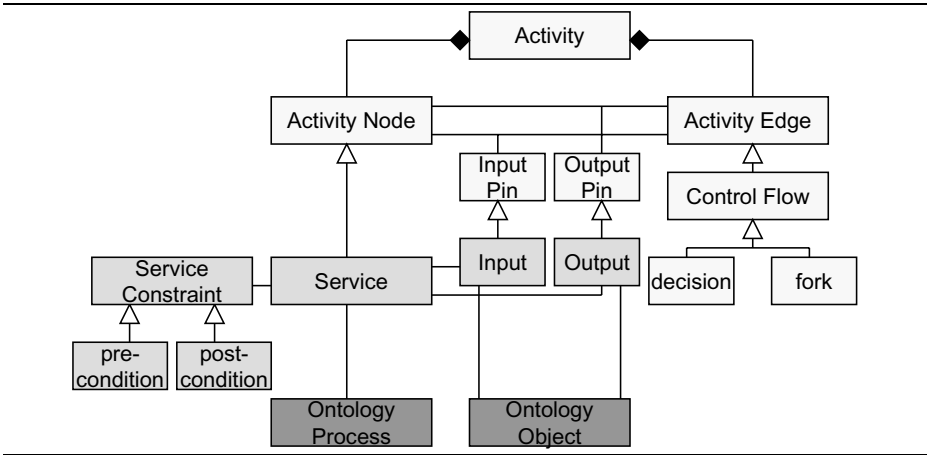 Activity
Activity Node
Activity Edge
Input
Pin
Output
Pin
Control Flow
Service
Constraint
Service
Input
Output
decision
fork
pre-
condition
post-
condition
Ontology
Process
Ontology
Object